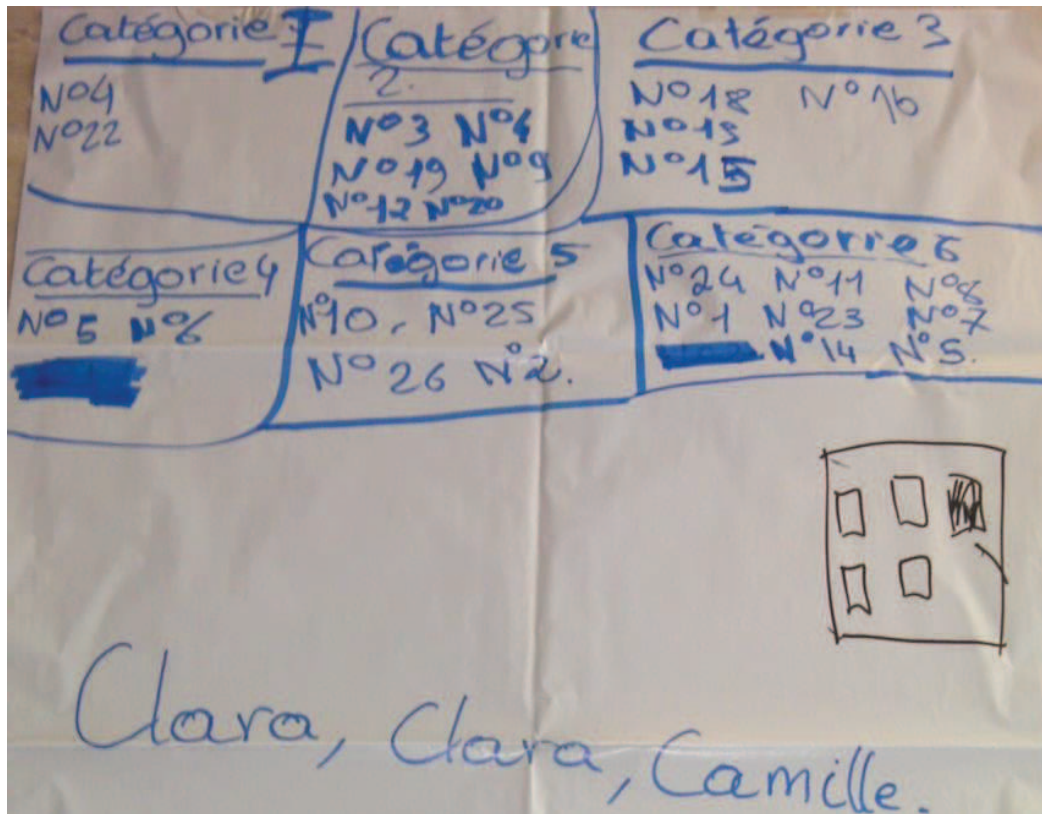 Catégorie I
N°4
N°22
Catégorie
2.
N°3 N°4
N°19 N°9
N°12 N°20
Catégorie 3
N°18 N°16
N°13
N°15
Catégorie 4
N°5 N°6
Catégorie 5
N°10, N°25
N°26 N°2.
Catégorie 6
N°24 N°11 N°8
N°1 N°23 N°7
N°14 N°5.
Clara, Clara, Camille.